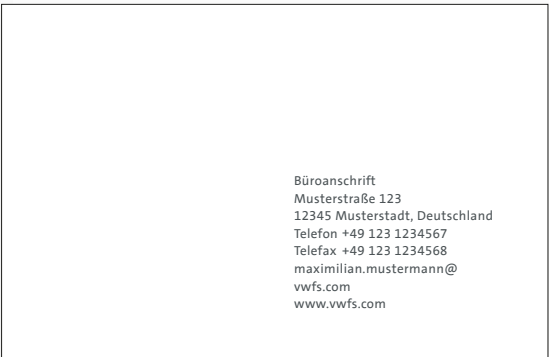 Büroanschrift
Musterstraße 123
12345 Musterstadt, Deutschland
Telefon +49 123 1234567
Telefax +49 123 1234568
maximilian.mustermann@
vwfs.com
www.vwfs.com